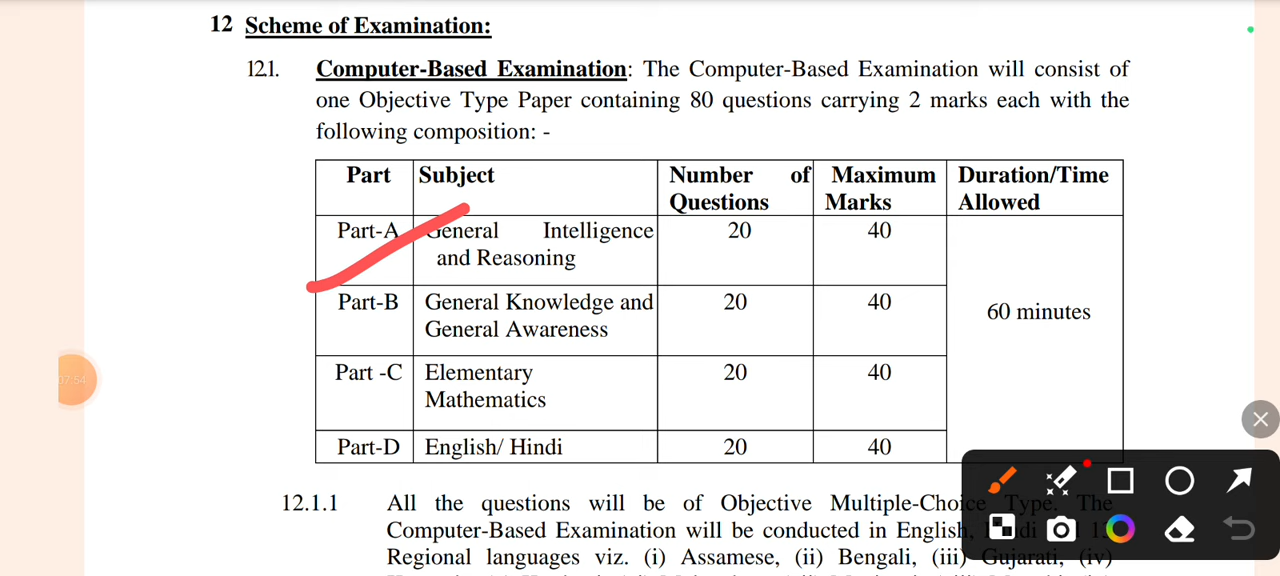 12 Scheme of Examination:
12.1. Computer-Based Examination: The Computer-Based Examination will consist of
one Objective Type Paper containing 80 questions carrying 2 marks each with the
following composition: -
Part Subject Number of Questions Maximum Marks Duration/Time Allowed
Part-A General Intelligence and Reasoning 20 40
Part-B General Knowledge and General Awareness 20 40
60 minutes
Part -C Elementary Mathematics 20 40
Part-D English/ Hindi 20 40
07:54
12.1.1 All the questions will be of Objective Multiple-Choice Type. The
Computer-Based Examination will be conducted in English,
Regional languages viz. (i) Assamese, (ii) Bengali, (iii) Gujarati, (iv)